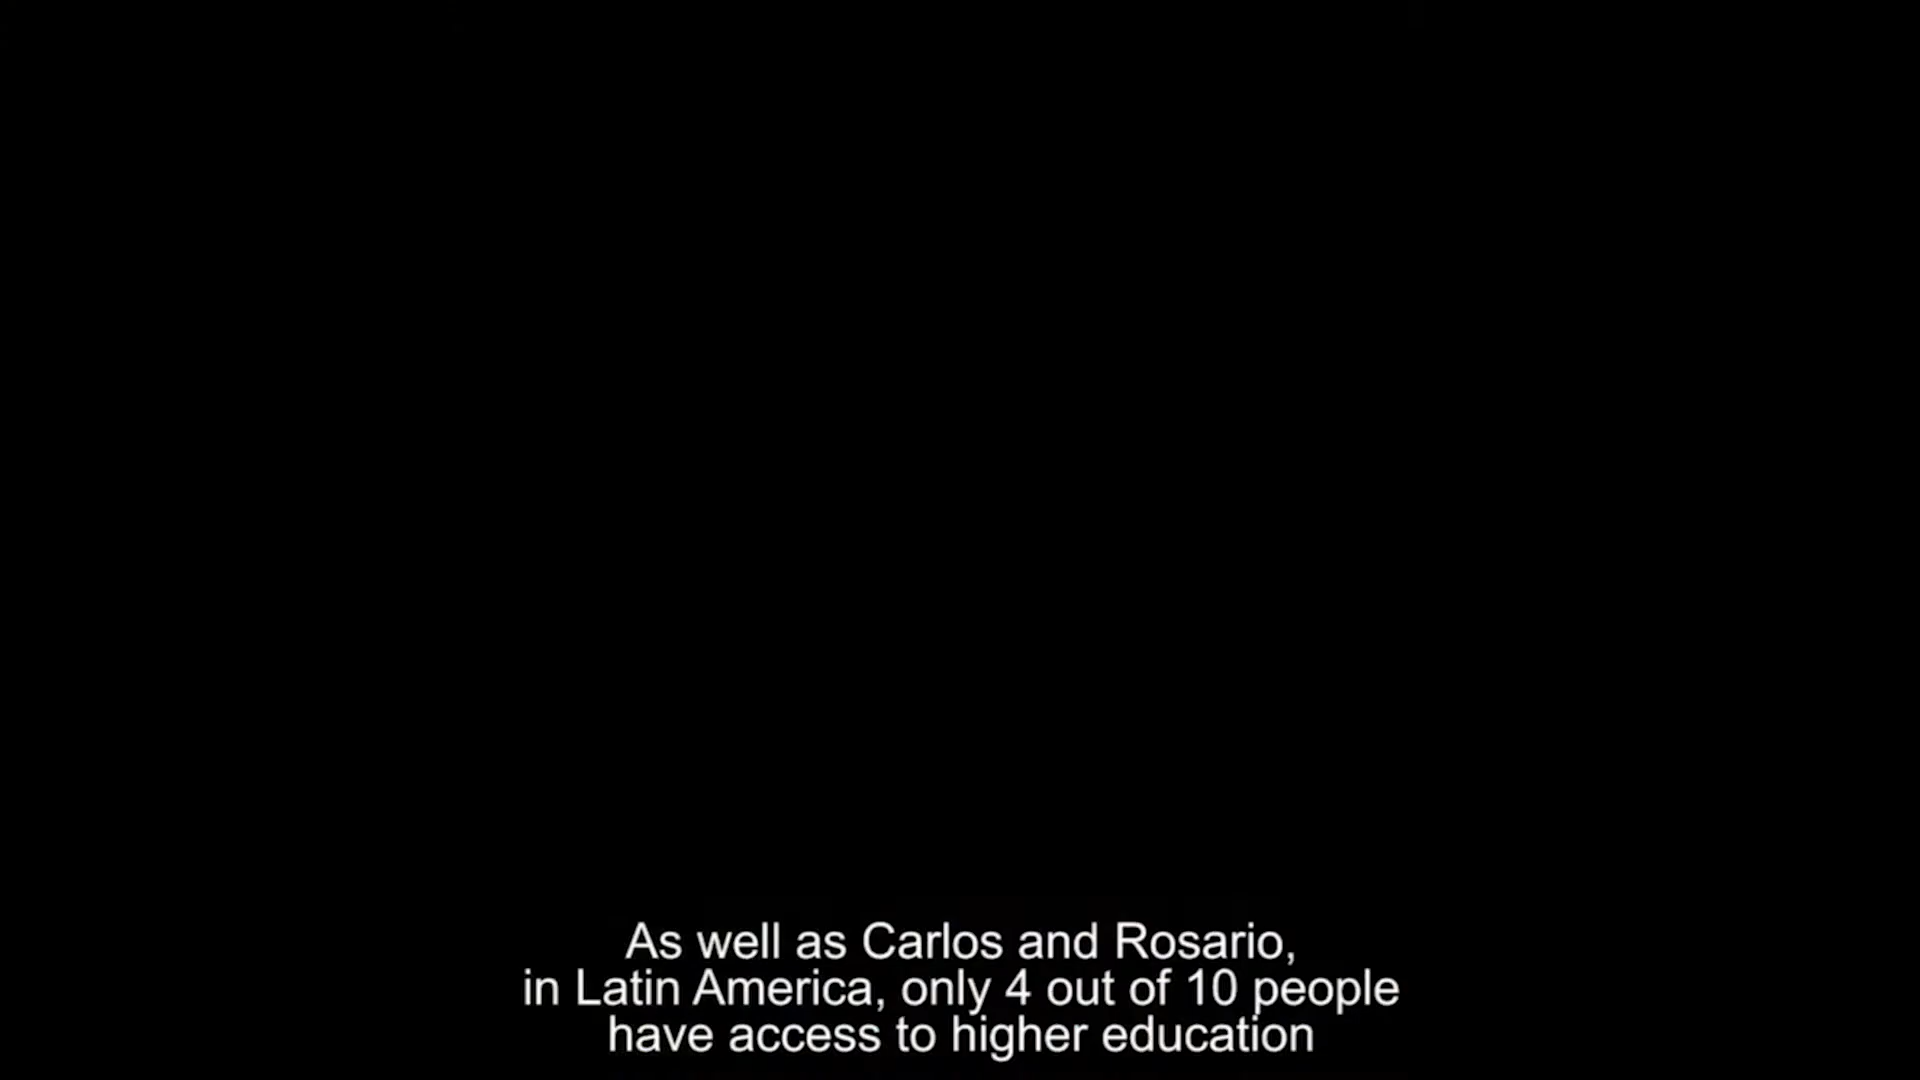 As well as Carlos and Rosario,
in Latin America, only 4 out of 10 people
have access to higher education